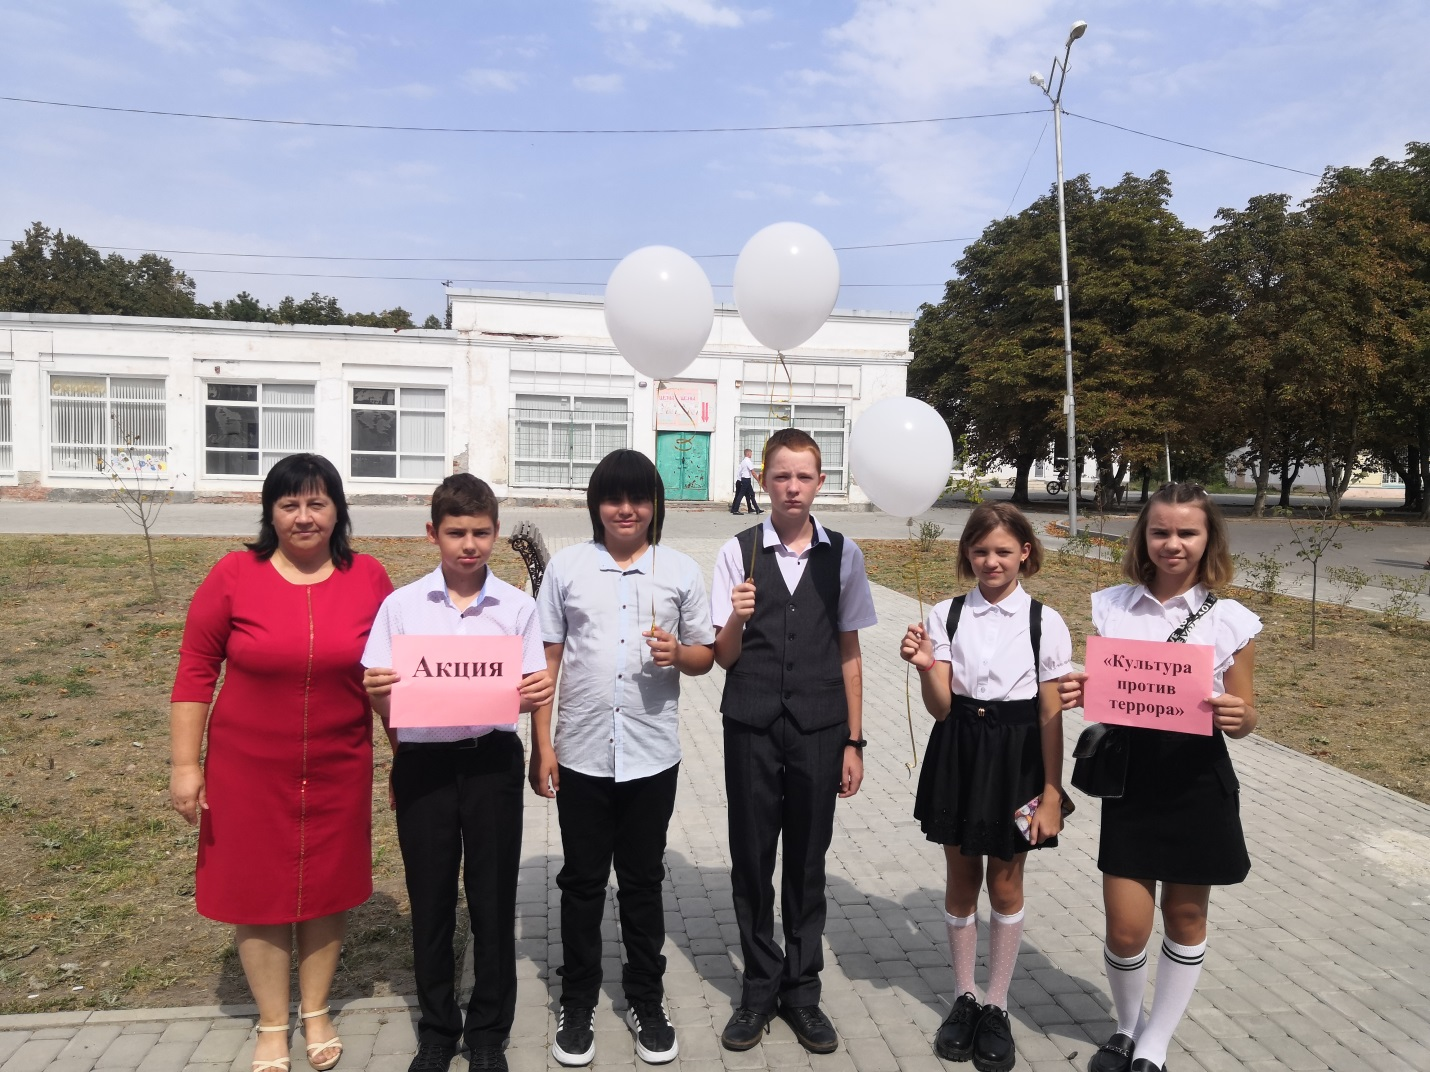 Акция
«Культура
против
террора»